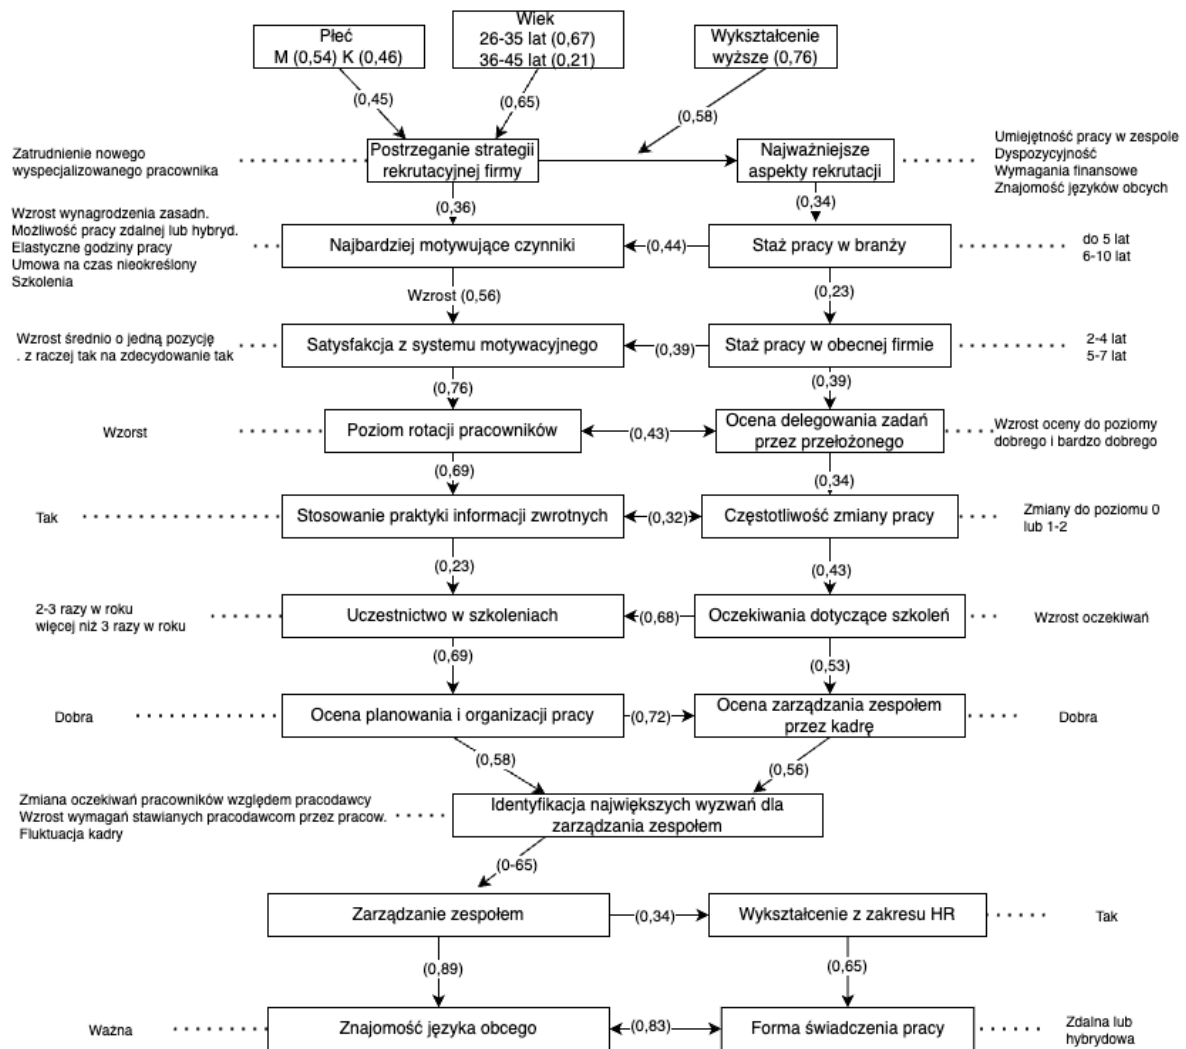 Płeć
M (0,54) K (0,46)
Wiek
26-35 lat (0,67)
36-45 lat (0,21)
Wykształcenie
wyższe (0,76)
(0,45)
(0,65)
(0,58)
Zatrudnienie nowego
wyspecjalizowanego pracownika
Postrzeganie strategii
rekrutacyjnej firmy
Najważniejsze
aspekty rekrutacji
Umiejętność pracy w zespole
Dyspozycyjność
Wymagania finansowe
Znajomość języków obcych
(0,36)
(0,34)
Wzrost wynagrodzenia zasadn.
Możliwość pracy zdalnej lub hybryd.
Elastyczne godziny pracy
Umowa na czas nieokreślony
Szkolenia
Najbardziej motywujące czynniki
(0,44)
Staż pracy w branży
do 5 lat
6-10 lat
Wzrost (0,56)
(0,23)
Wzrost średnio o jedną pozycję
. z raczej tak na zdecydowanie tak
Satysfakcja z systemu motywacyjnego
(0,39)
Staż pracy w obecnej firmie
2-4 lat
5-7 lat
(0,76)
(0,39)
Wzorst
Poziom rotacji pracowników
(0,43)
Ocena delegowania zadań
przez przełożonego
Wzrost oceny do poziomy
dobrego i bardzo dobrego
(0,69)
(0,34)
Tak
Stosowanie praktyki informacji zwrotnych
(0,32)
Częstotliwość zmiany pracy
Zmiany do poziomu 0
lub 1-2
(0,23)
(0,43)
2-3 razy w roku
więcej niż 3 razy w roku
Uczestnictwo w szkoleniach
(0,68)
Oczekiwania dotyczące szkoleń
Wzrost oczekiwań
(0,69)
(0,53)
Dobra
Ocena planowania i organizacji pracy
(0,72)
Ocena zarządzania zespołem
przez kadrę
Dobra
(0,58)
(0,56)
Zmiana oczekiwań pracowników względem pracodawcy
Wzrost wymagań stawianych pracodawcom przez pracow.
Fluktuacja kadry
Identyfikacja największych wyzwań dla
zarządzania zespołem
(0-65)
Zarządzanie zespołem
(0,34)
Wykształcenie z zakresu HR
Tak
(0,89)
(0,65)
Ważna
Znajomość języka obcego
(0,83)
Forma świadczenia pracy
Zdalna lub
hybrydowa